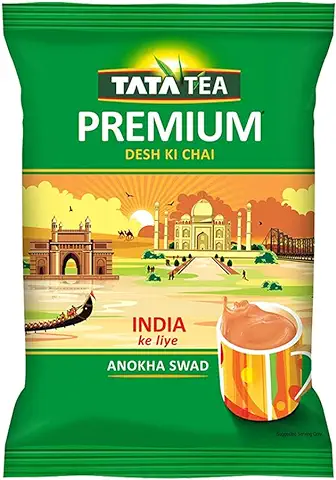 TATA TEA
PREMIUM®
DESH KI CHAI
INDIA
ke liye
ANOKHA SWAD